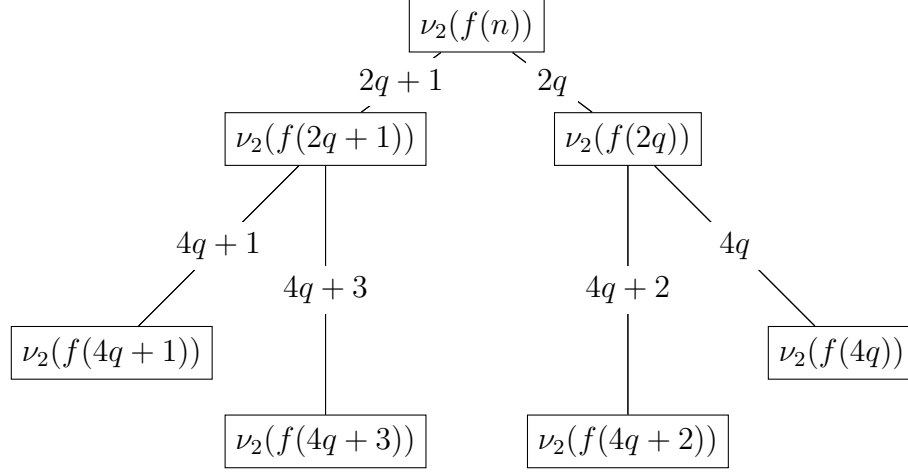 ν₂(f(n))
2q + 1
2q
ν₂(f(2q + 1))
ν₂(f(2q))
4q + 1
4q
4q + 3
4q + 2
ν₂(f(4q + 1))
ν₂(f(4q))
ν₂(f(4q + 3))
ν₂(f(4q + 2))